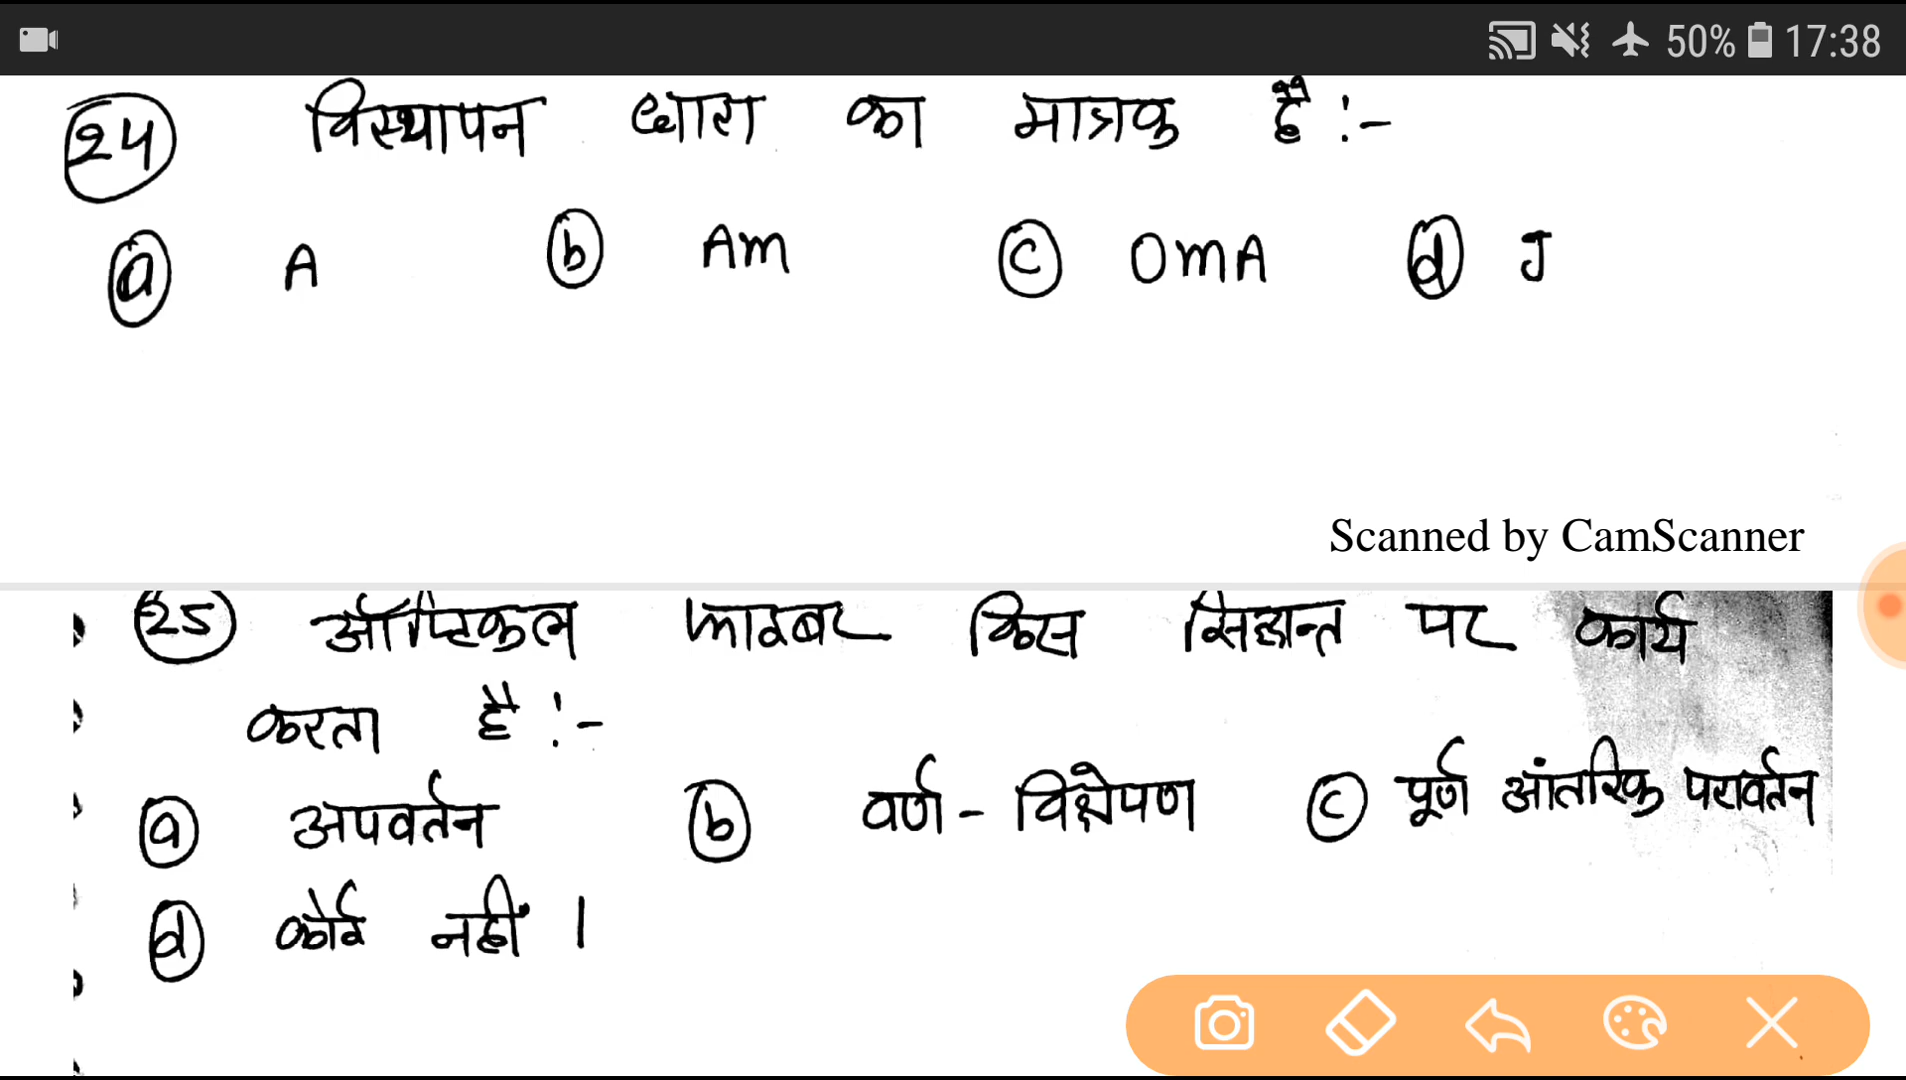 50% 17:38
24 विस्थापन धारा का मात्रक है :-
a A b Am c OmA d J
Scanned by CamScanner
25 ऑप्टिकल फाइबर किस सिद्धान्त पर कार्य
करता है :-
a अपवर्तन b वर्ण - विक्षेपण c पूर्ण आंतरिक परावर्तन
d कोई नहीं ।